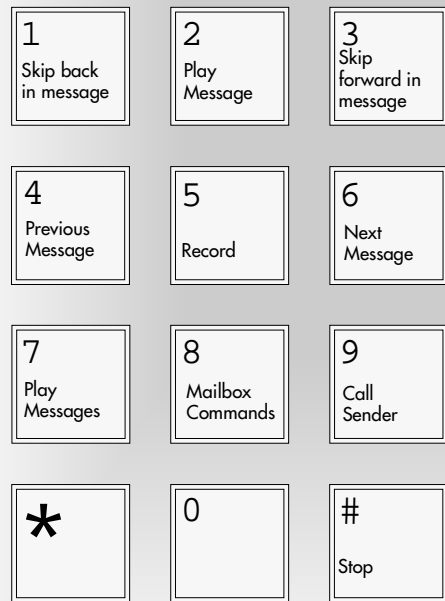 1
Skip back
in message
2
Play
Message
3
Skip
forward in
message
4
Previous
Message
5
Record
6
Next
Message
7
Play
Messages
8
Mailbox
Commands
9
Call
Sender
*
0
#
Stop